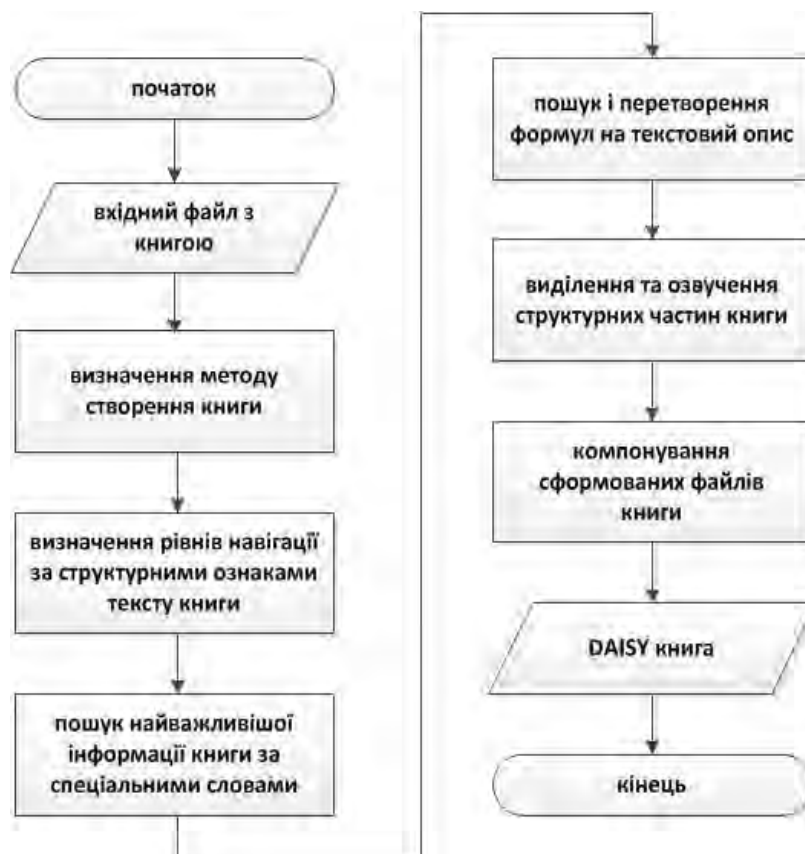 початок
вхідний файл з
книгою
визначення методу
створення книги
визначення рівнів навігації
за структурними ознаками
тексту книги
пошук найважливішої
інформації книги за
спеціальними словами
пошук і перетворення
формул на текстовий опис
виділення та озвучення
структурних частин книги
компонування
сформованих файлів
книги
DAISY книга
кінець